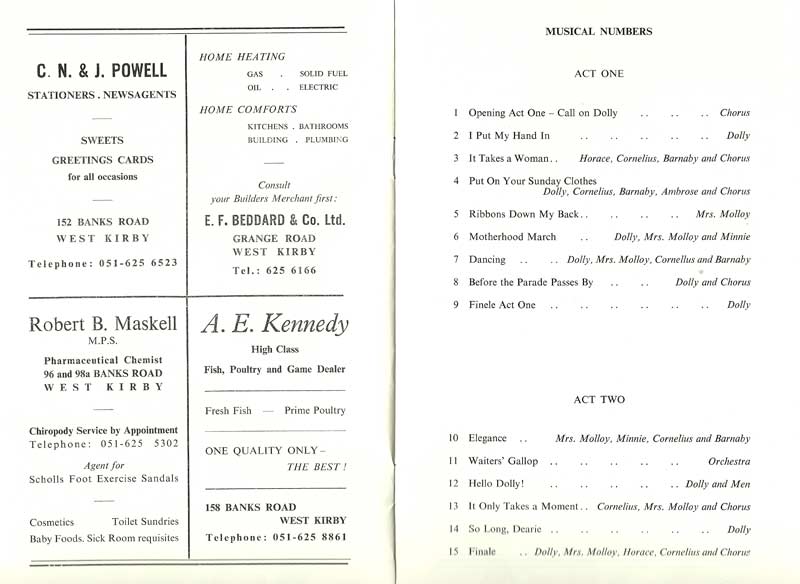 C. N. & J. POWELL
STATIONERS . NEWSAGENTS
SWEETS
GREETINGS CARDS
for all occasions
152 BANKS ROAD
WEST KIRBY
Telephone: 051-625 6523
HOME HEATING
GAS . SOLID FUEL
OIL . . ELECTRIC
HOME COMFORTS
KITCHENS . BATHROOMS
BUILDING . PLUMBING
Consult
your Builders Merchant first:
E. F. BEDDARD & Co. Ltd.
GRANGE ROAD
WEST KIRBY
Tel.: 625 6166
Robert B. Maskell
M.P.S.
Pharmaceutical Chemist
96 and 98a BANKS ROAD
WEST KIRBY
Chiropody Service by Appointment
Telephone: 051-625 5302
Agent for
Scholls Foot Exercise Sandals
Cosmetics Toilet Sundries
Baby Foods. Sick Room requisites
A. E. Kennedy
High Class
Fish, Poultry and Game Dealer
Fresh Fish — Prime Poultry
ONE QUALITY ONLY –
THE BEST!
158 BANKS ROAD
WEST KIRBY
Telephone: 051-625 8861
MUSICAL NUMBERS
ACT ONE
1 Opening Act One – Call on Dolly .. .. .. Chorus
2 I Put My Hand In .. .. .. .. .. Dolly
3 It Takes a Woman .. Horace, Cornelius, Barnaby and Chorus
4 Put On Your Sunday Clothes
Dolly, Cornelius, Barnaby, Ambrose and Chorus
5 Ribbons Down My Back .. .. .. .. Mrs. Molloy
6 Motherhood March .. Dolly, Mrs. Molloy and Minnie
7 Dancing .. .. Dolly, Mrs. Molloy, Cornelius and Barnaby
8 Before the Parade Passes By .. .. Dolly and Chorus
9 Finele Act One .. .. .. .. .. .. Dolly
ACT TWO
10 Elegance .. Mrs. Molloy, Minnie, Cornelius and Barnaby
11 Waiters' Gallop .. .. .. .. .. Orchestra
12 Hello Dolly! .. .. .. .. Dolly and Men
13 It Only Takes a Moment .. Cornelius, Mrs. Molloy and Chorus
14 So Long, Dearie .. .. .. .. .. Dolly
15 Finale .. Dolly, Mrs. Molloy, Horace, Cornelius and Chorus